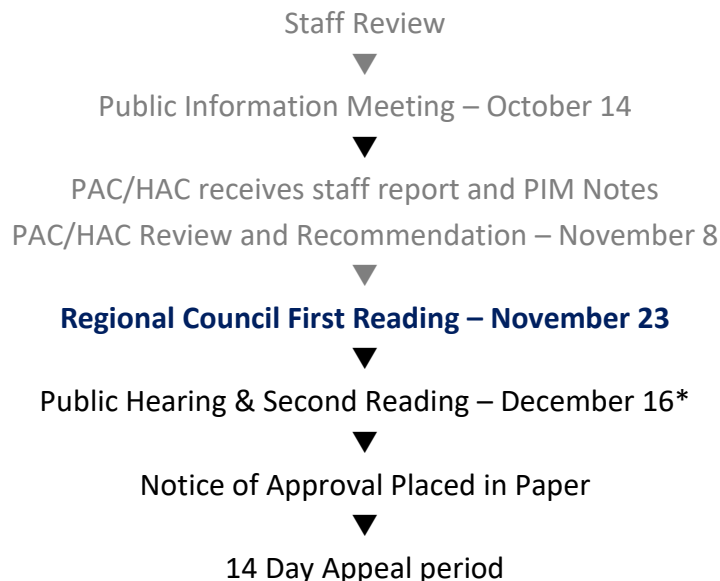 Staff Review
Public Information Meeting – October 14
PAC/HAC receives staff report and PIM Notes
PAC/HAC Review and Recommendation – November 8
Regional Council First Reading – November 23
Public Hearing & Second Reading – December 16*
Notice of Approval Placed in Paper
14 Day Appeal period